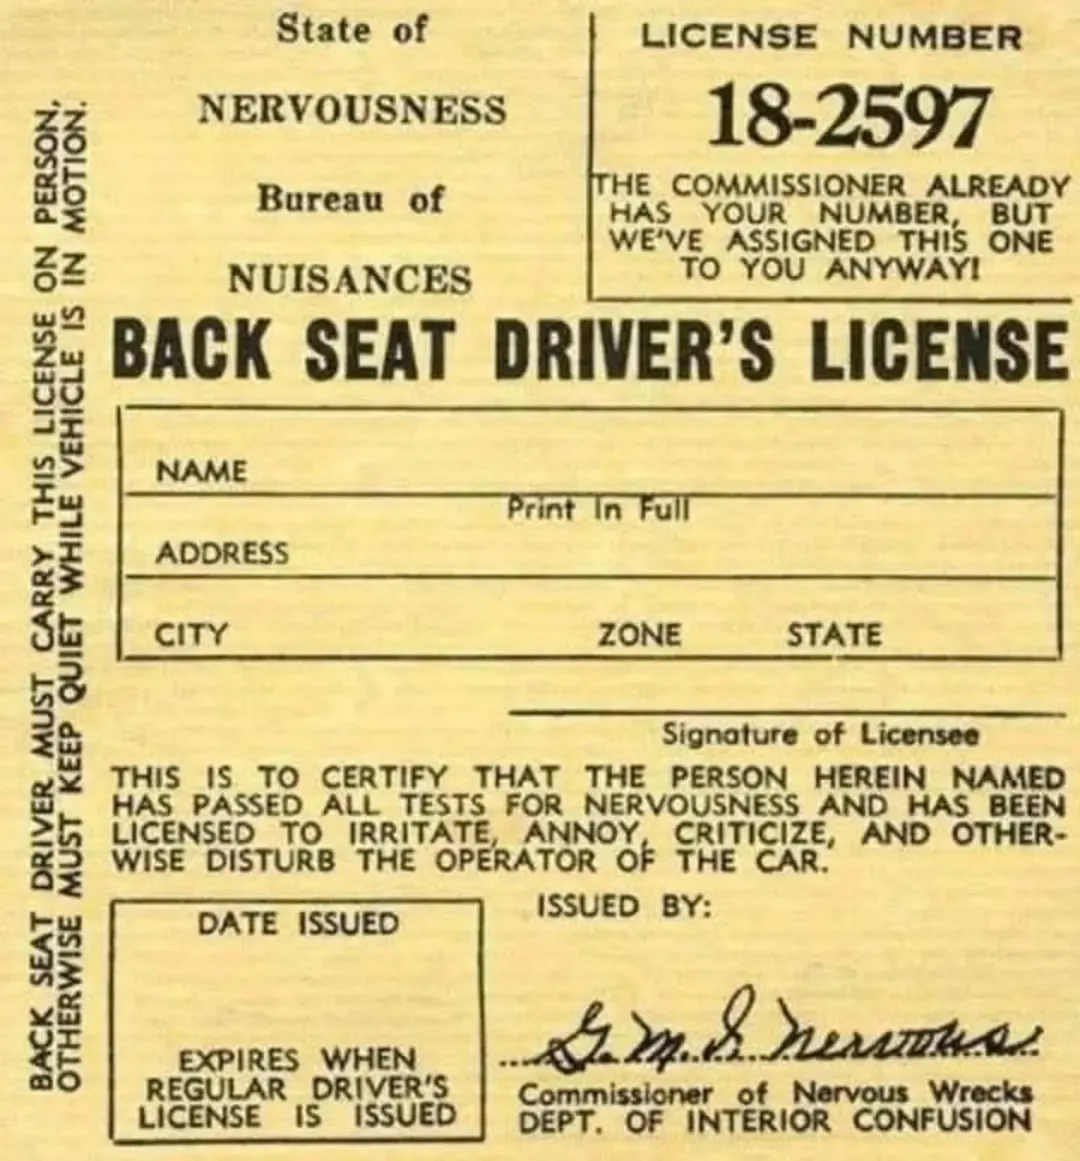 State of
NERVOUSNESS
Bureau of
NUISANCES
LICENSE NUMBER
18-2597
THE COMMISSIONER ALREADY
HAS YOUR NUMBER, BUT
WE'VE ASSIGNED THIS ONE
TO YOU ANYWAY!
BACK SEAT DRIVER'S LICENSE
NAME
Print In Full
ADDRESS
CITY ZONE STATE
Signature of Licensee
THIS IS TO CERTIFY THAT THE PERSON HEREIN NAMED
HAS PASSED ALL TESTS FOR NERVOUSNESS AND HAS BEEN
LICENSED TO IRRITATE, ANNOY, CRITICIZE, AND OTHER-
WISE DISTURB THE OPERATOR OF THE CAR.
DATE ISSUED
EXPIRES WHEN
REGULAR DRIVER'S
LICENSE IS ISSUED
ISSUED BY:
G. M. I. Nervous
Commissioner of Nervous Wrecks
DEPT. OF INTERIOR CONFUSION
BACK SEAT DRIVER MUST CARRY THIS LICENSE ON PERSON,
OTHERWISE MUST KEEP QUIET WHILE VEHICLE IS IN MOTION.